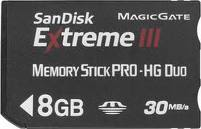 SanDisk MAGICGATE
Extreme III
MEMORY STICK PRO-HG DUO
8GB 30MB/s